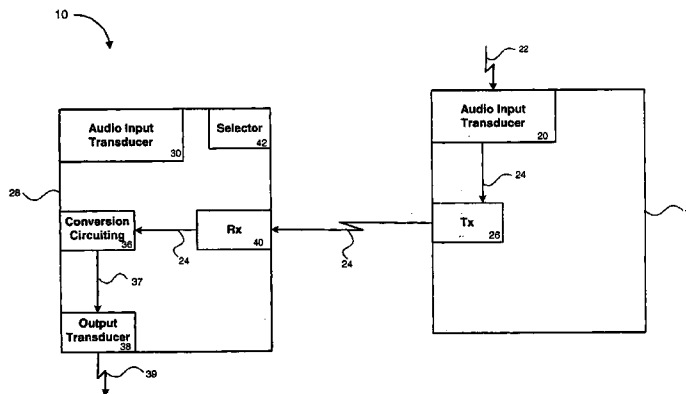 10
22
Audio Input
Transducer
20
Audio Input
Transducer
30
Selector
42
28
24
Conversion
Circuiting
36
24
Rx
40
24
Tx
26
37
Output
Transducer
38
39